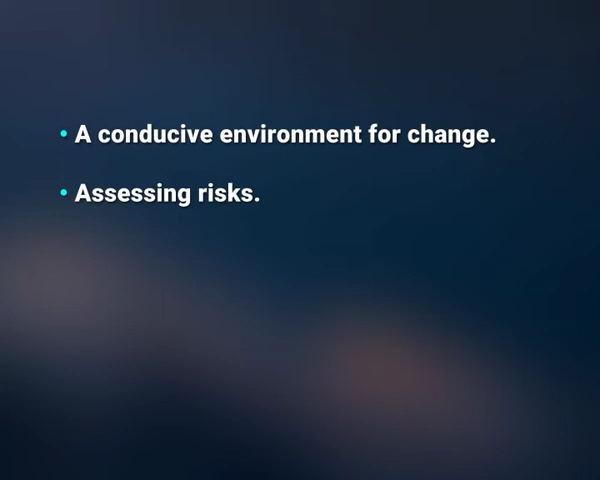 • A conducive environment for change.
• Assessing risks.